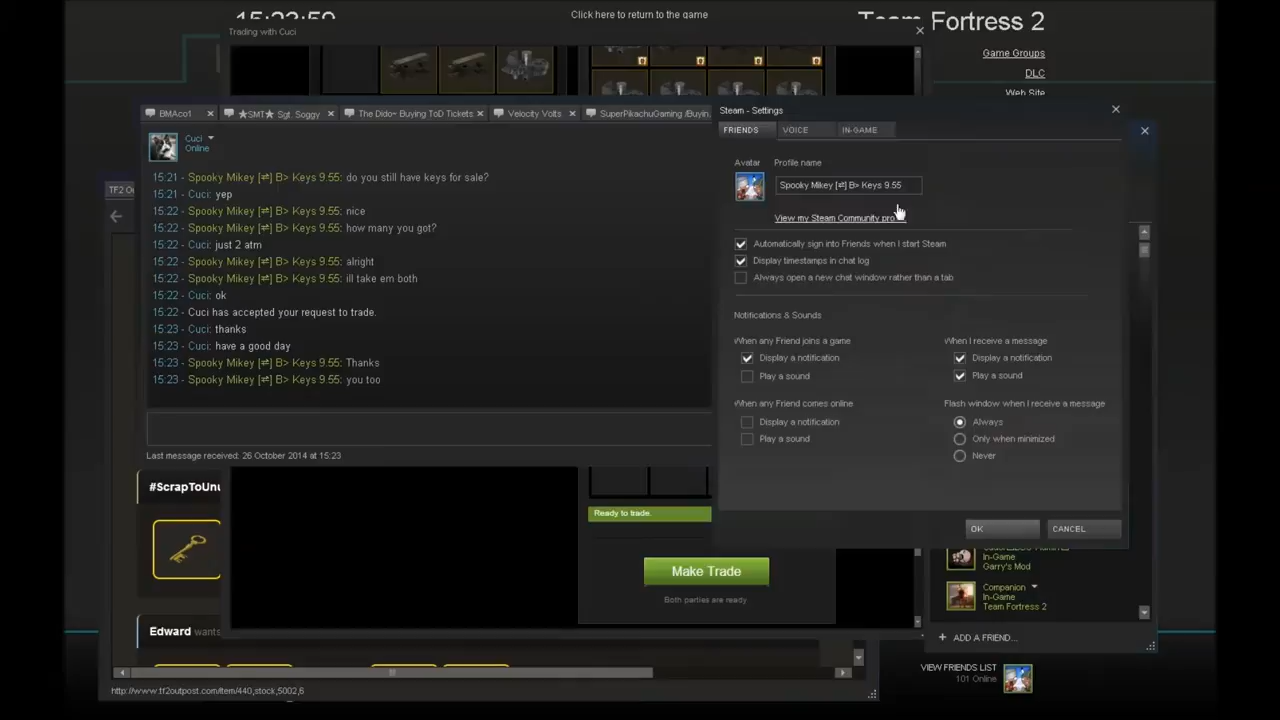 15:23:59
Click here to return to the game
Team Fortress 2
Trading with Cuci
Game Groups
DLC
Web Site
BMAco1
★SMT★ Sgt. Soggy
The Dido- Buying ToD Tickets
Velocity Volts
SuperPikachuGaming /Buyin
Cuci
Online
15:21 - Spooky Mikey [⇄] B> Keys 9.55: do you still have keys for sale?
15:21 - Cuci: yep
15:22 - Spooky Mikey [⇄] B> Keys 9.55: nice
15:22 - Spooky Mikey [⇄] B> Keys 9.55: how many you got?
15:22 - Cuci: just 2 atm
15:22 - Spooky Mikey [⇄] B> Keys 9.55: alright
15:22 - Spooky Mikey [⇄] B> Keys 9.55: ill take em both
15:22 - Cuci: ok
15:22 - Cuci has accepted your request to trade.
15:23 - Cuci: thanks
15:23 - Cuci: have a good day
15:23 - Spooky Mikey [⇄] B> Keys 9.55: Thanks
15:23 - Spooky Mikey [⇄] B> Keys 9.55: you too
Last message received: 26 October 2014 at 15:23
Steam - Settings
FRIENDS
VOICE
IN-GAME
Avatar
Profile name
Spooky Mikey [⇄] B> Keys 9.55
View my Steam Community pro
Automatically sign into Friends when I start Steam
Display timestamps in chat log
Always open a new chat window rather than a tab
Notifications & Sounds
When any Friend joins a game
Display a notification
Play a sound
When I receive a message
Display a notification
Play a sound
When any Friend comes online
Display a notification
Play a sound
Flash window when I receive a message
Always
Only when minimized
Never
OK
CANCEL
TF2 Ou
#ScrapToUnu
Ready to trade.
Make Trade
Both parties are ready
Edward wants
In-Game
Garry's Mod
Companion
In-Game
Team Fortress 2
+ ADD A FRIEND...
VIEW FRIENDS LIST
101 Online
http://www.tf2outpost.com/item/440,stock,5002,6